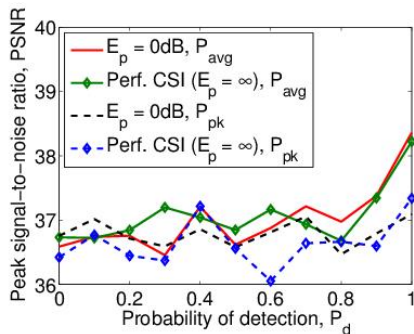 Peak signal-to-noise ratio, PSNR
40
39
38
37
36
E_p = 0dB, P_avg
Perf. CSI (E_p = ∞), P_avg
E_p = 0dB, P_pk
Perf. CSI (E_p = ∞), P_pk
0 0.2 0.4 0.6 0.8 1
Probability of detection, P_d